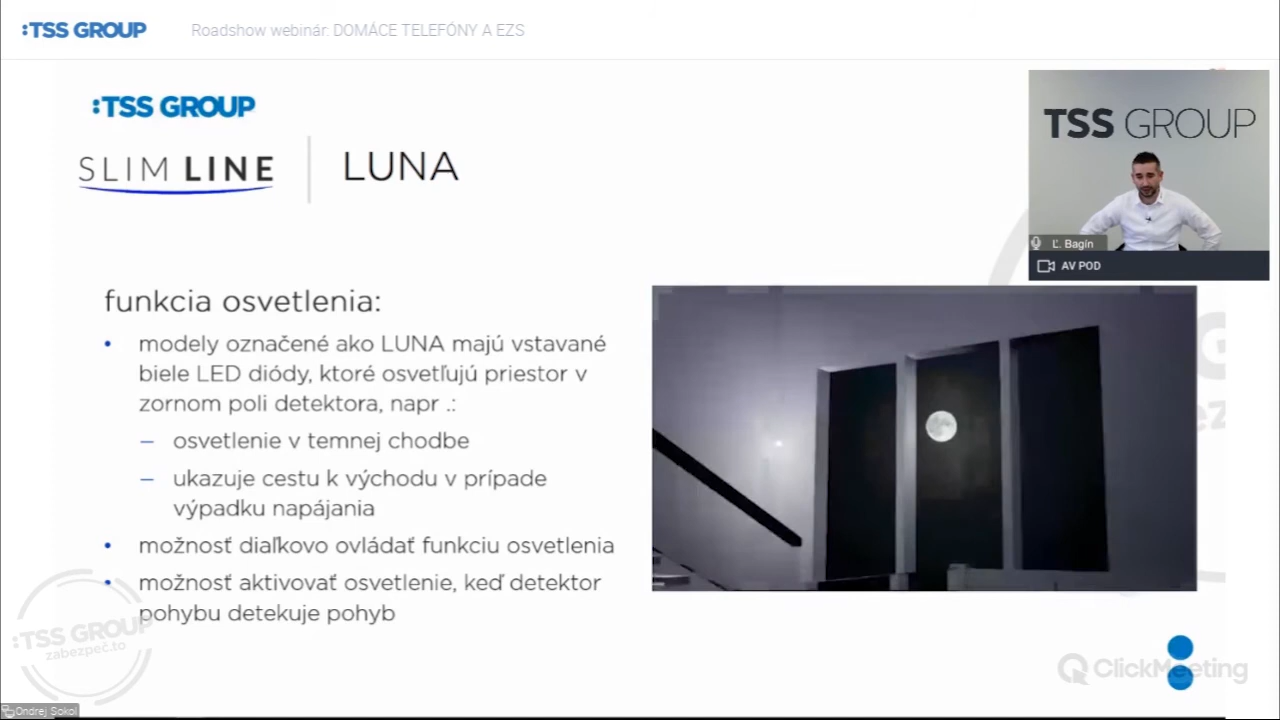 :TSS GROUP
Roadshow webinár: DOMÁCE TELEFÓNY A EZS
:TSS GROUP
SLIM LINE
LUNA
TSS GROUP
Ľ. Bagín
AV POD
funkcia osvetlenia:
• modely označené ako LUNA majú vstavané
biele LED diódy, ktoré osvetľujú priestor v
zornom poli detektora, napr .:
– osvetlenie v temnej chodbe
– ukazuje cestu k východu v prípade
výpadku napájania
• možnosť diaľkovo ovládať funkciu osvetlenia
• možnosť aktivovať osvetlenie, keď detektor
pohybu detekuje pohyb
:TSS GROUP
zabezpeč.to
ClickMeeting
Ondrej Sokol